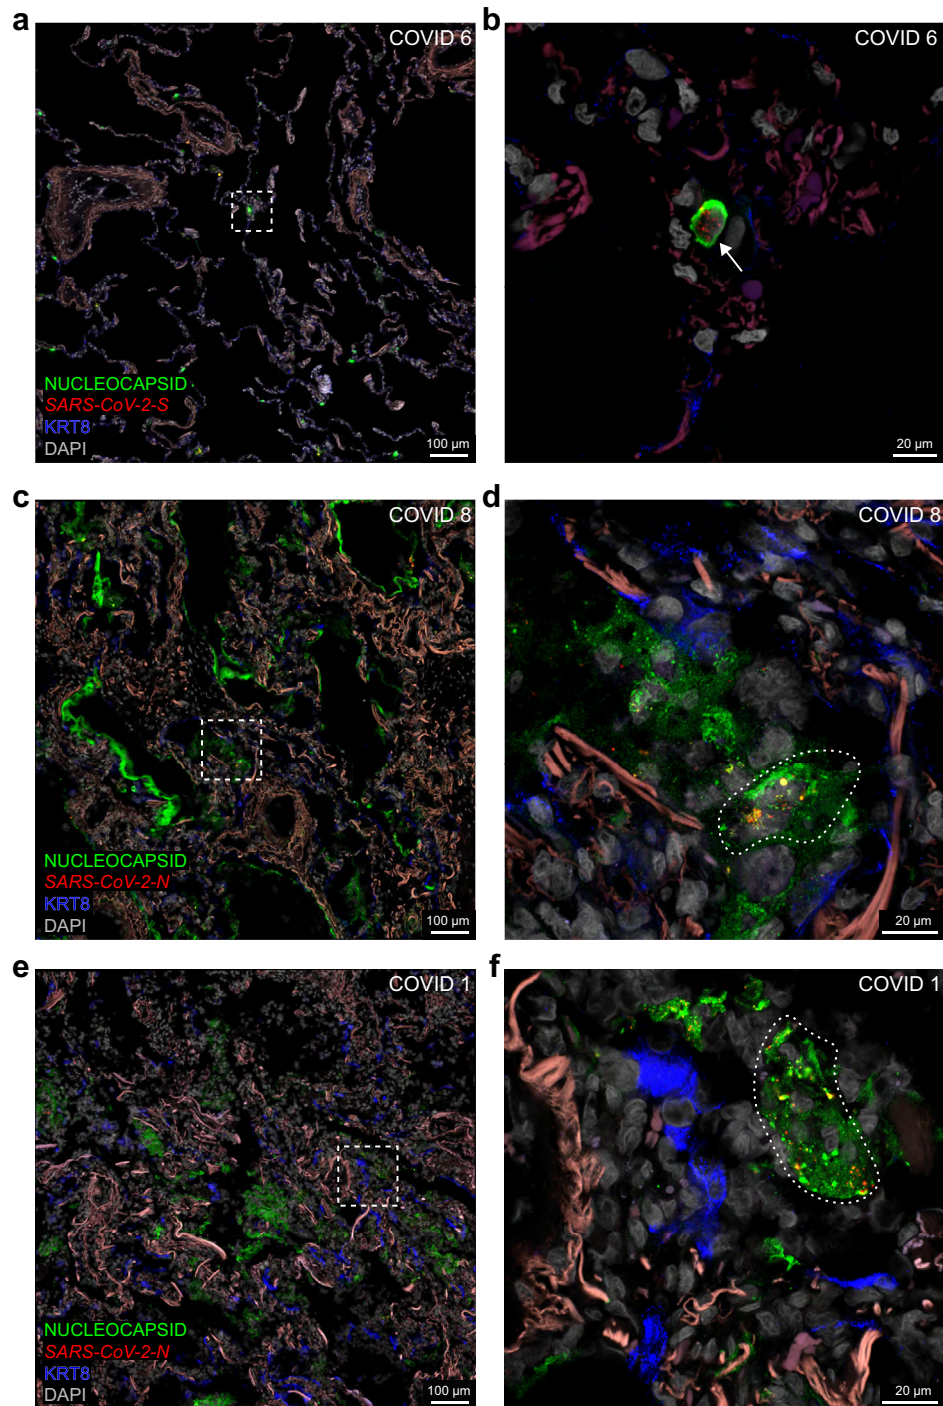 a
COVID 6
NUCLEOCAPSID
SARS-CoV-2-S
KRT8
DAPI
100 µm
b
COVID 6
20 µm
c
COVID 8
NUCLEOCAPSID
SARS-CoV-2-N
KRT8
DAPI
100 µm
d
COVID 8
20 µm
e
COVID 1
NUCLEOCAPSID
SARS-CoV-2-N
KRT8
DAPI
100 µm
f
COVID 1
20 µm